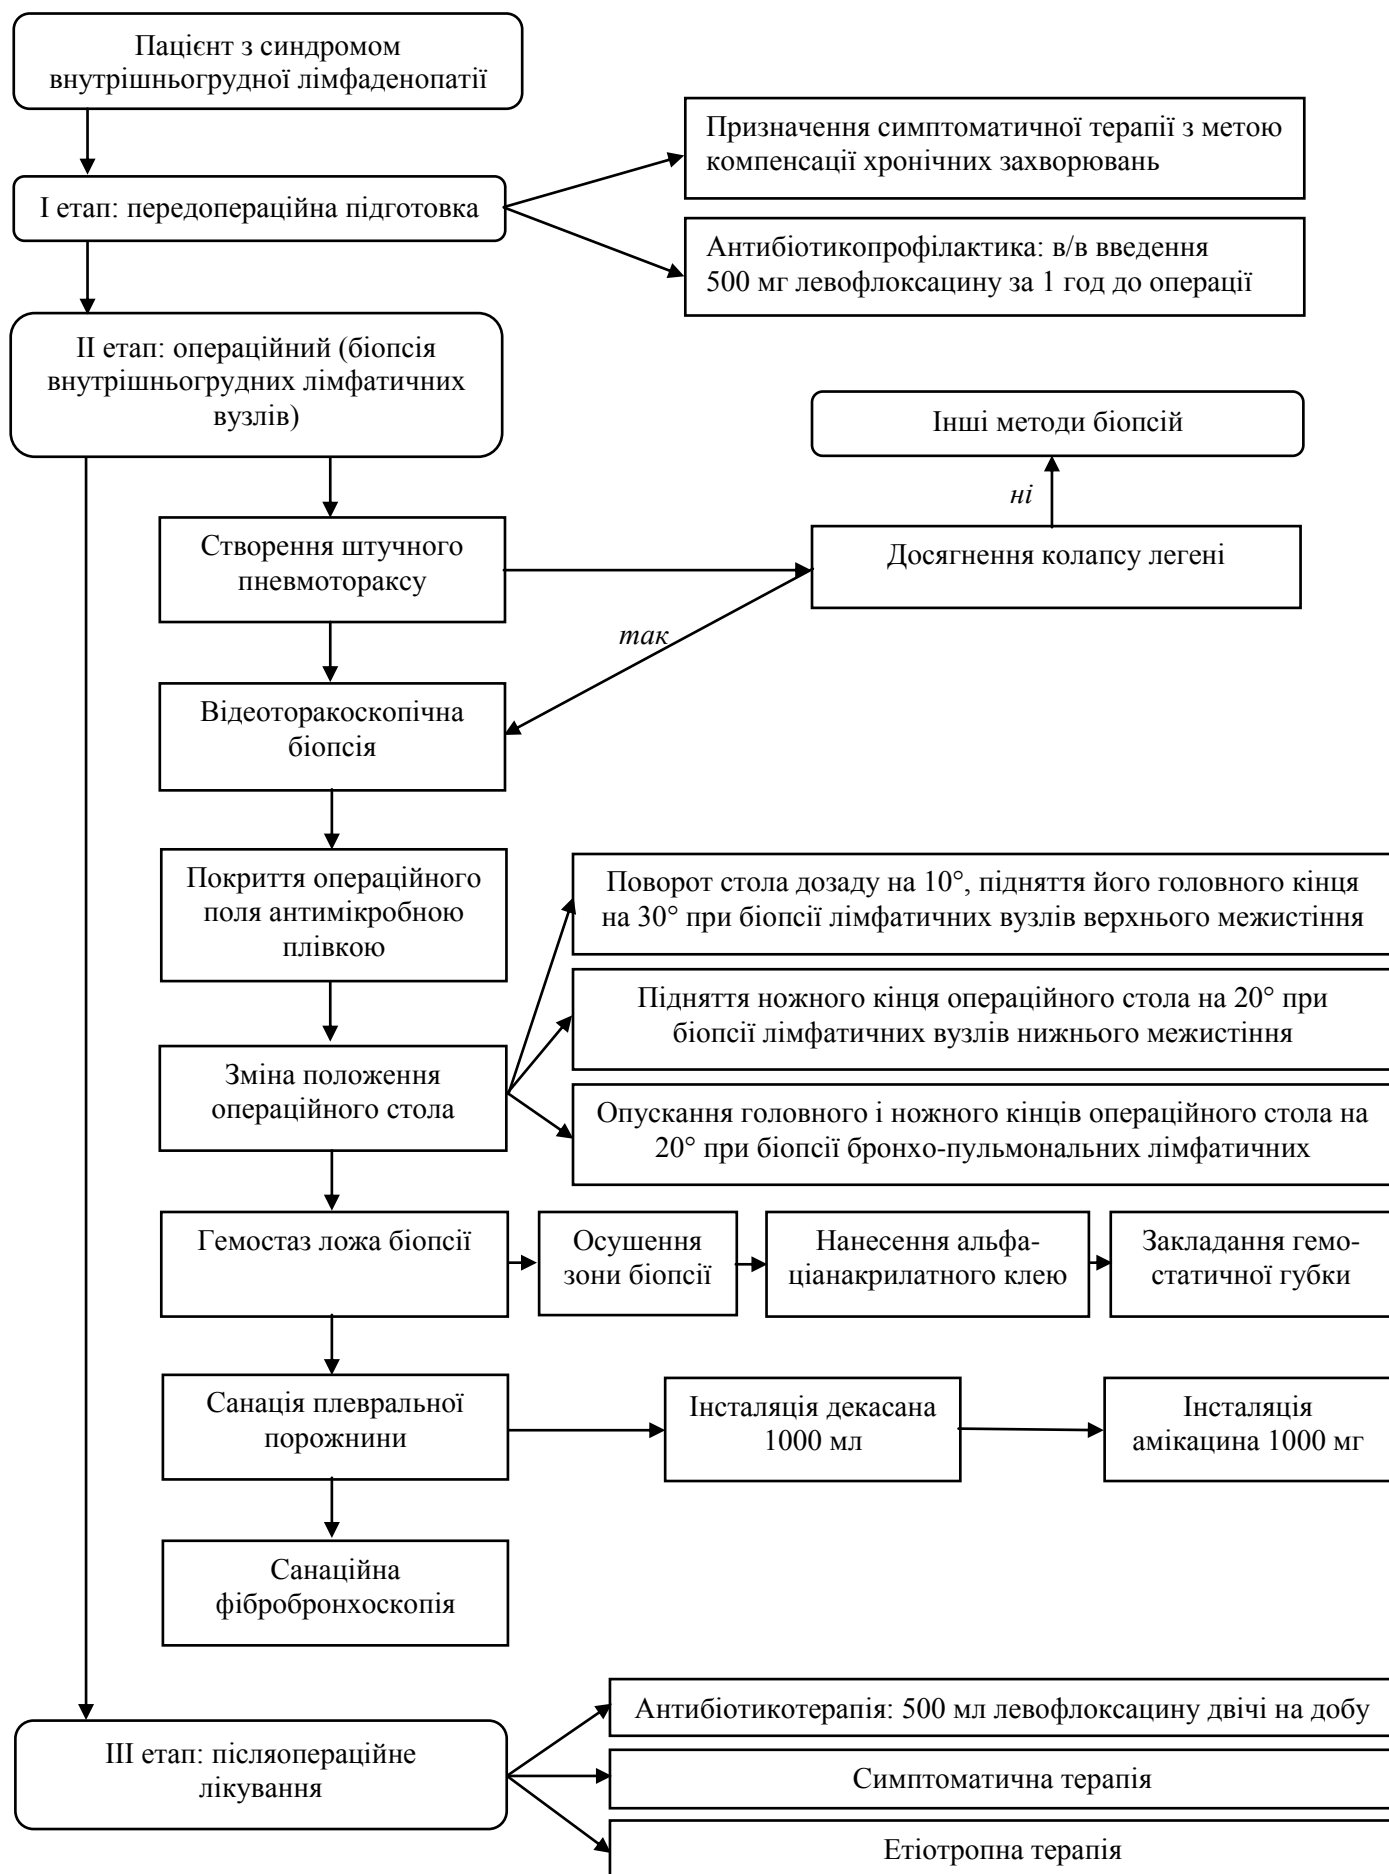 Пацієнт з синдромом
внутрішньогрудної лімфаденопатії
Призначення симптоматичної терапії з метою
компенсації хронічних захворювань
І етап: передопераційна підготовка
Антибіотикопрофілактика: в/в введення
500 мг левофлоксацину за 1 год до операції
ІІ етап: операційний (біопсія
внутрішньогрудних лімфатичних
вузлів)
Інші методи біопсій
ні
Створення штучного
пневмотораксу
Досягнення колапсу легені
так
Відеоторакоскопічна
біопсія
Покриття операційного
поля антимікробною
плівкою
Поворот стола дозаду на 10°, підняття його головного кінця
на 30° при біопсії лімфатичних вузлів верхнього межистіння
Підняття ножного кінця операційного стола на 20° при
біопсії лімфатичних вузлів нижнього межистіння
Зміна положення
операційного стола
Опускання головного і ножного кінців операційного стола на
20° при біопсії бронхо-пульмональних лімфатичних
Гемостаз ложа біопсії
Осушення
зони біопсії
Нанесення альфа-
ціанакрилатного клею
Закладання гемо-
статичної губки
Санація плевральної
порожнини
Інсталяція декасана
1000 мл
Інсталяція
амікацина 1000 мг
Санаційна
фібробронхоскопія
Антибіотикотерапія: 500 мл левофлоксацину двічі на добу
ІІІ етап: післяопераційне
лікування
Симптоматична терапія
Етіотропна терапія